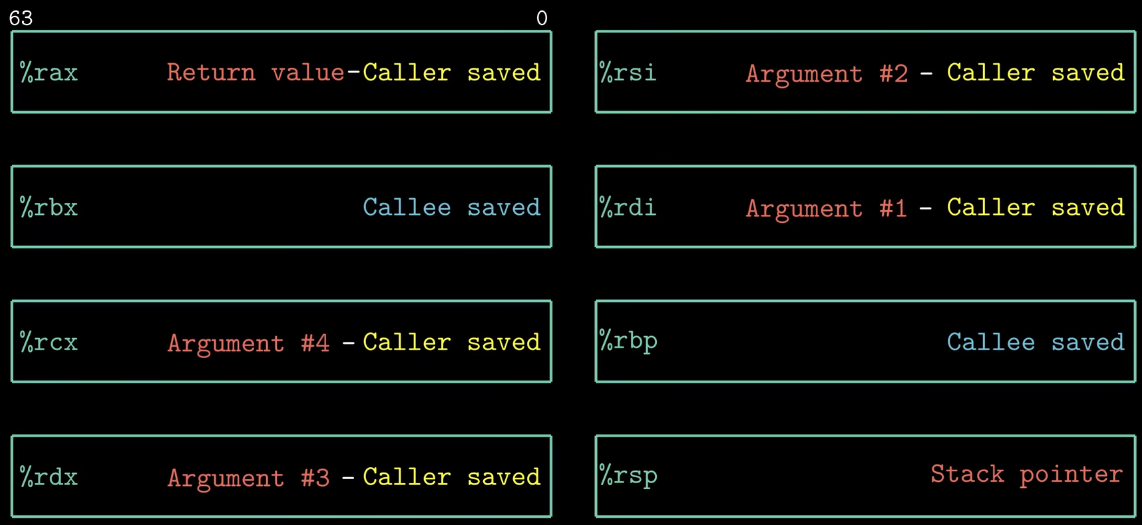 63 0
%rax Return value-Caller saved
%rsi Argument #2 - Caller saved
%rbx Callee saved
%rdi Argument #1 - Caller saved
%rcx Argument #4 -Caller saved
%rbp Callee saved
%rdx Argument #3 -Caller saved
%rsp Stack pointer